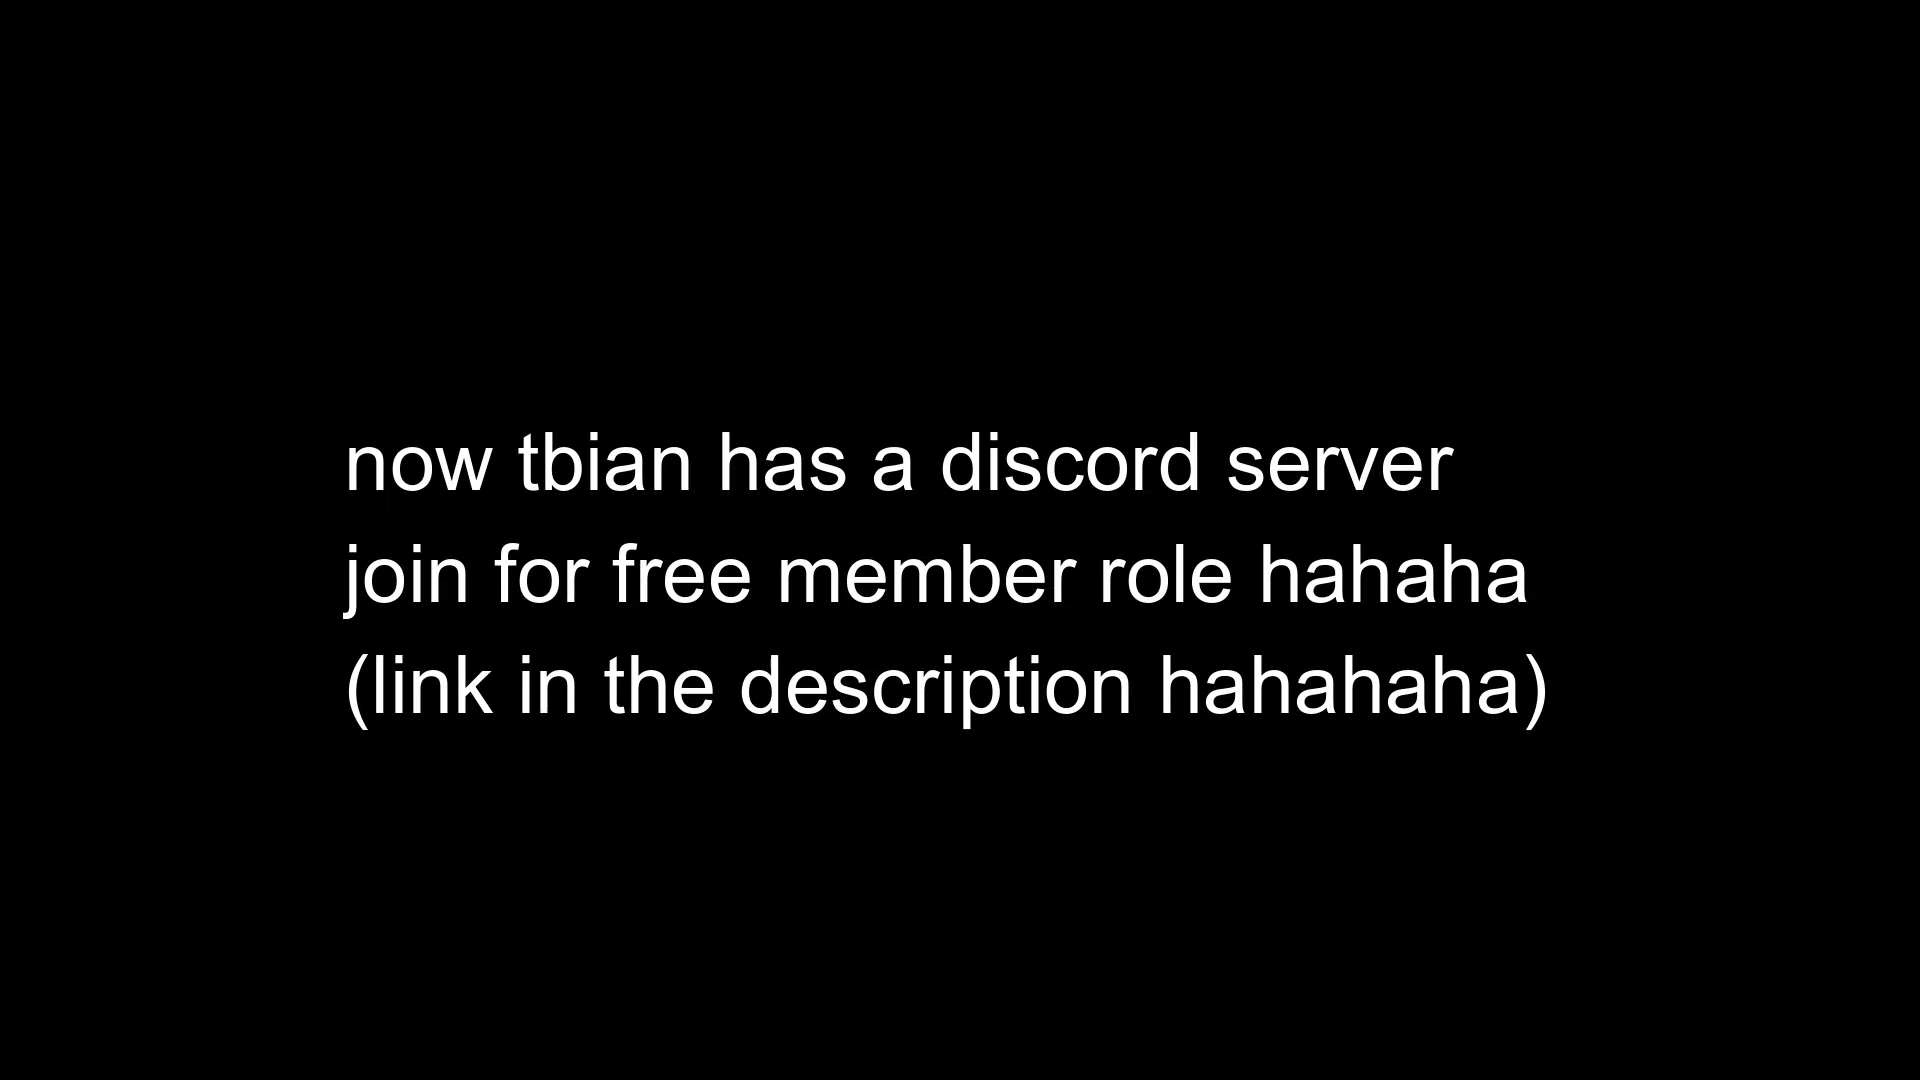 now tbian has a discord server
join for free member role hahaha
(link in the description hahahaha)